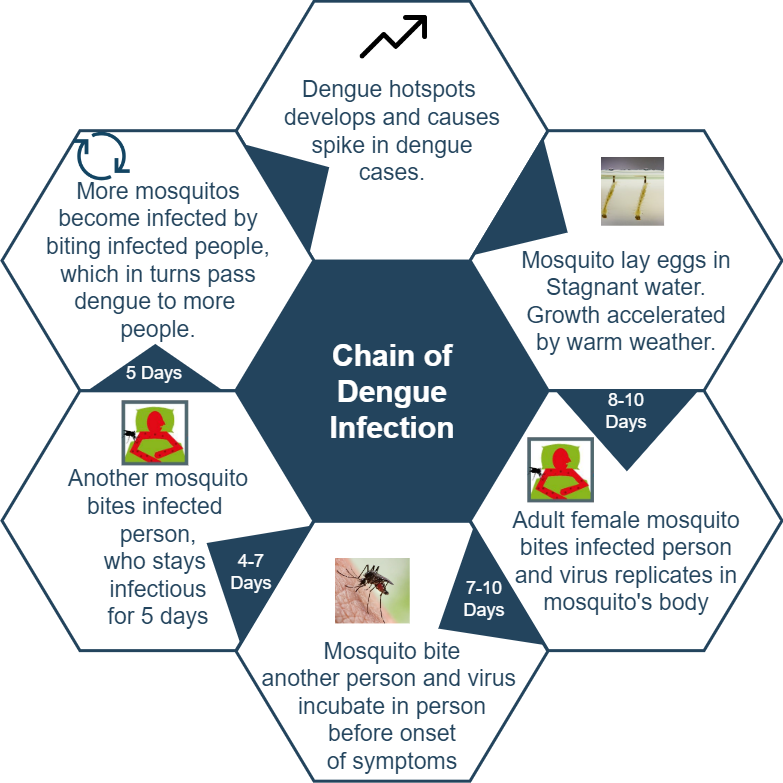 Dengue hotspots
develops and causes
spike in dengue
cases.
Mosquito lay eggs in
Stagnant water.
Growth accelerated
by warm weather.
8-10
Days
Adult female mosquito
bites infected person
and virus replicates in
mosquito's body
7-10
Days
Mosquito bite
another person and virus
incubate in person
before onset
of symptoms
4-7
Days
Another mosquito
bites infected
person,
who stays
infectious
for 5 days
5 Days
More mosquitos
become infected by
biting infected people,
which in turns pass
dengue to more
people.
Chain of
Dengue
Infection